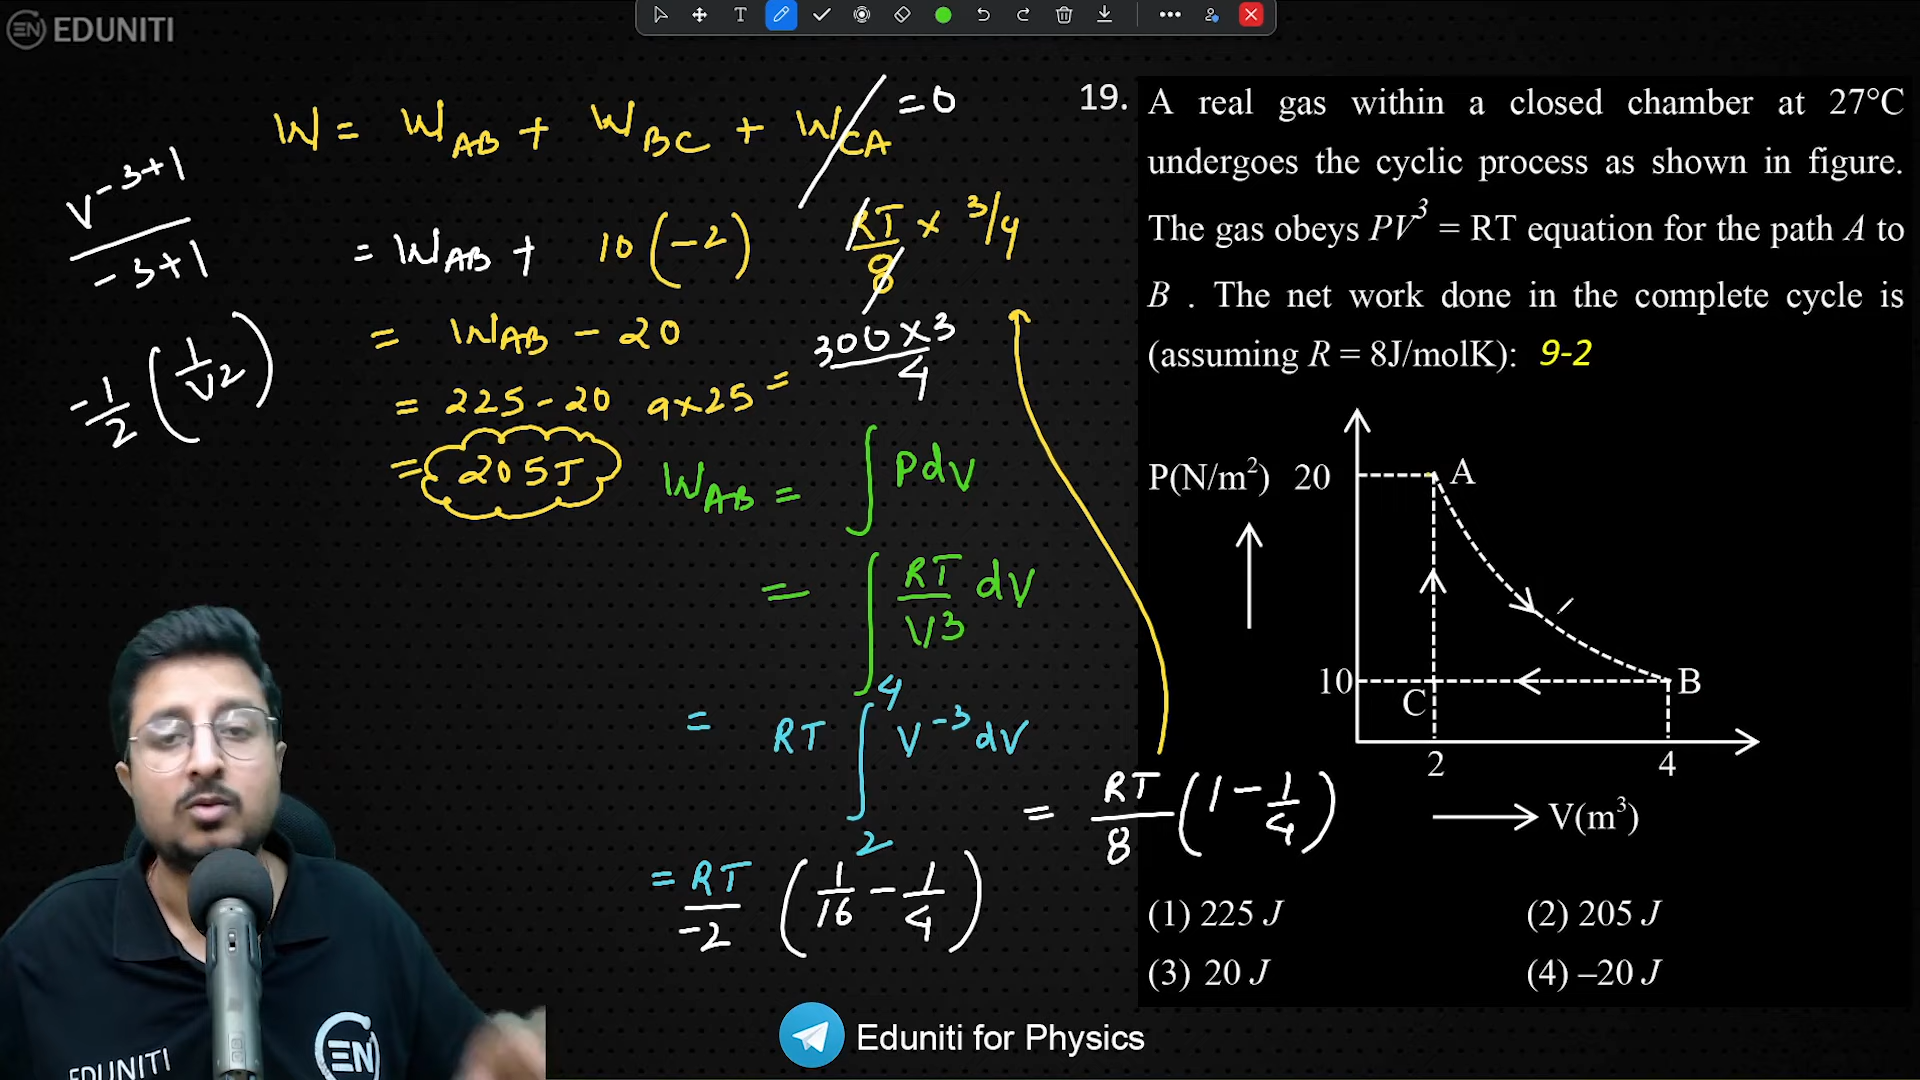 EN EDUNITI
T
W = W_AB + W_BC + W_CA = 0
= W_AB + 10 (-2)
= W_AB - 20
= 225 - 20
= 205J
V^-3+1
-3+1
-1/2 (1/V2)
RT/8 × 3/4
300×3/4
9×25 =
W_AB = ∫ PdV
= ∫ RT/V3 dV
= RT ∫ 4 2 V^-3 dV
= RT/-2 (1/16 - 1/4)
= RT/8 (1 - 1/4)
19. A real gas within a closed chamber at 27°C
undergoes the cyclic process as shown in figure.
The gas obeys PV³ = RT equation for the path A to
B . The net work done in the complete cycle is
(assuming R = 8J/molK): 9-2
P(N/m²) 20 A
10 C B
2 4
V(m³)
(1) 225 J (2) 205 J
(3) 20 J (4) –20 J
EDUNITI
EN
Eduniti for Physics